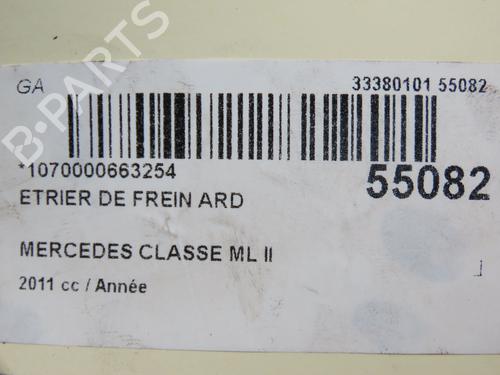 GA 33380101 55082
B-PARTS
*1070000663254 55082
ETRIER DE FREIN ARD
MERCEDES CLASSE ML II
2011 cc / Année